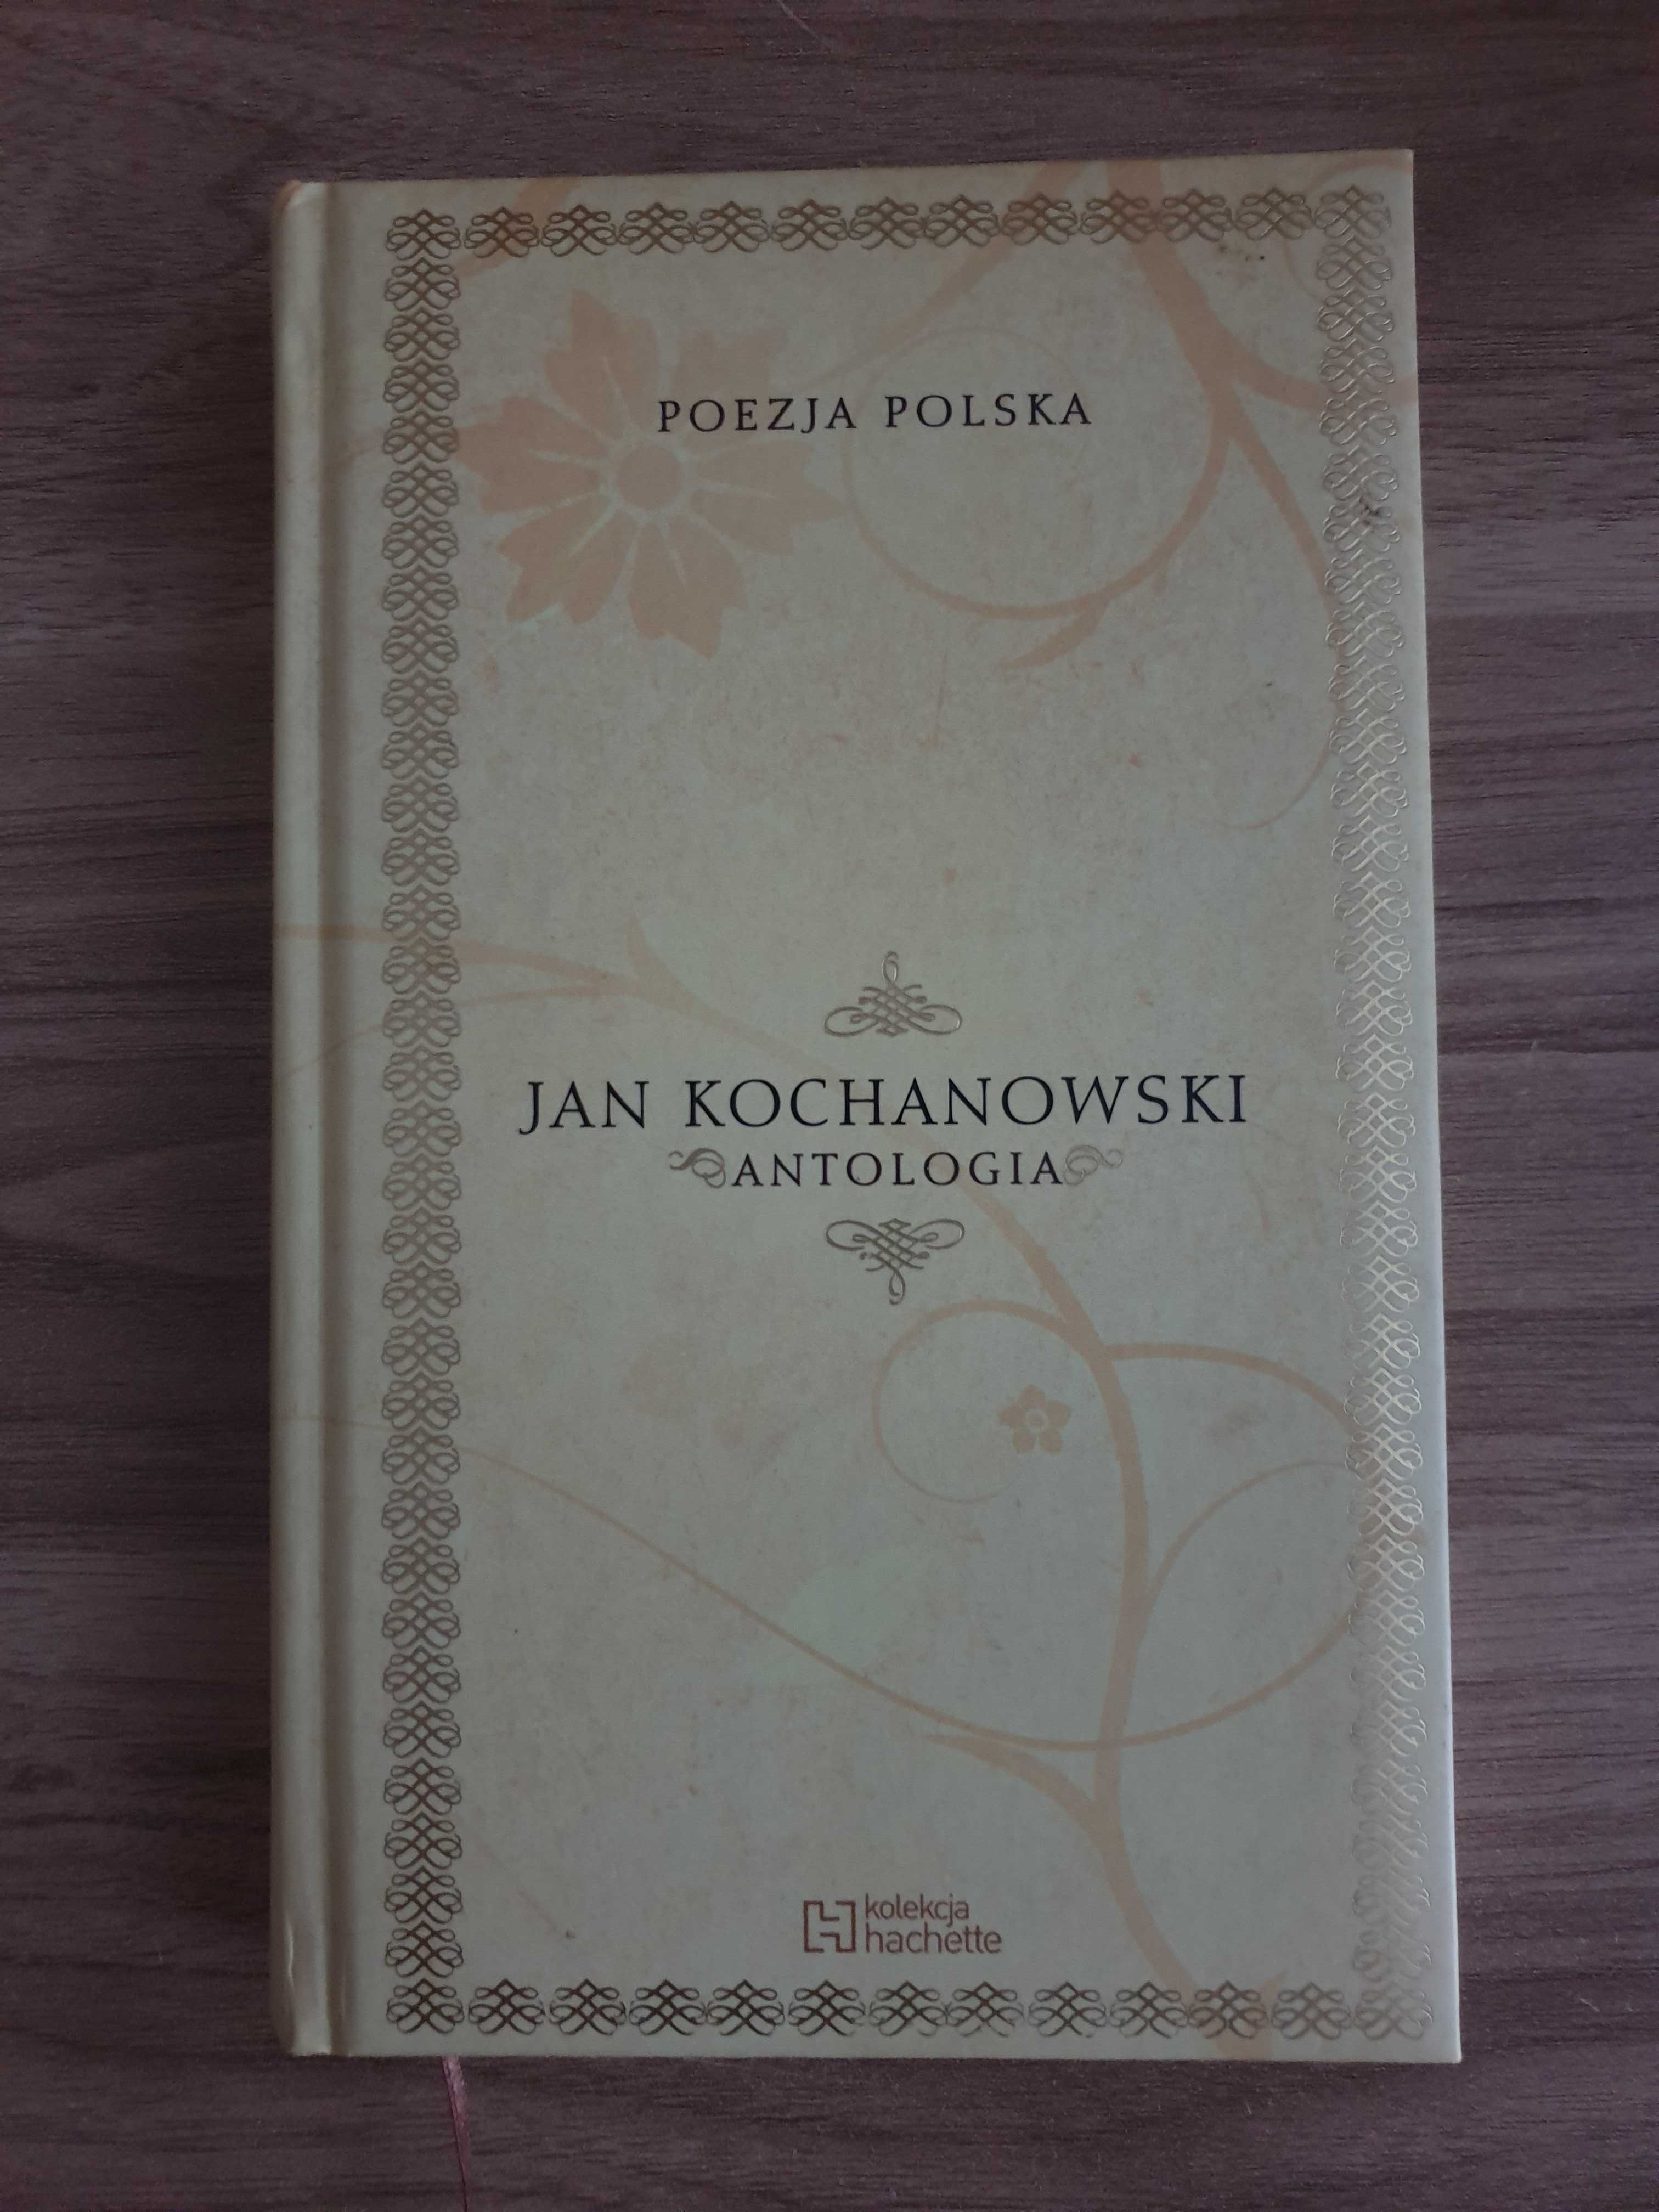 POEZJA POLSKA
JAN KOCHANOWSKI
ANTOLOGIA
kolekcja
hachette